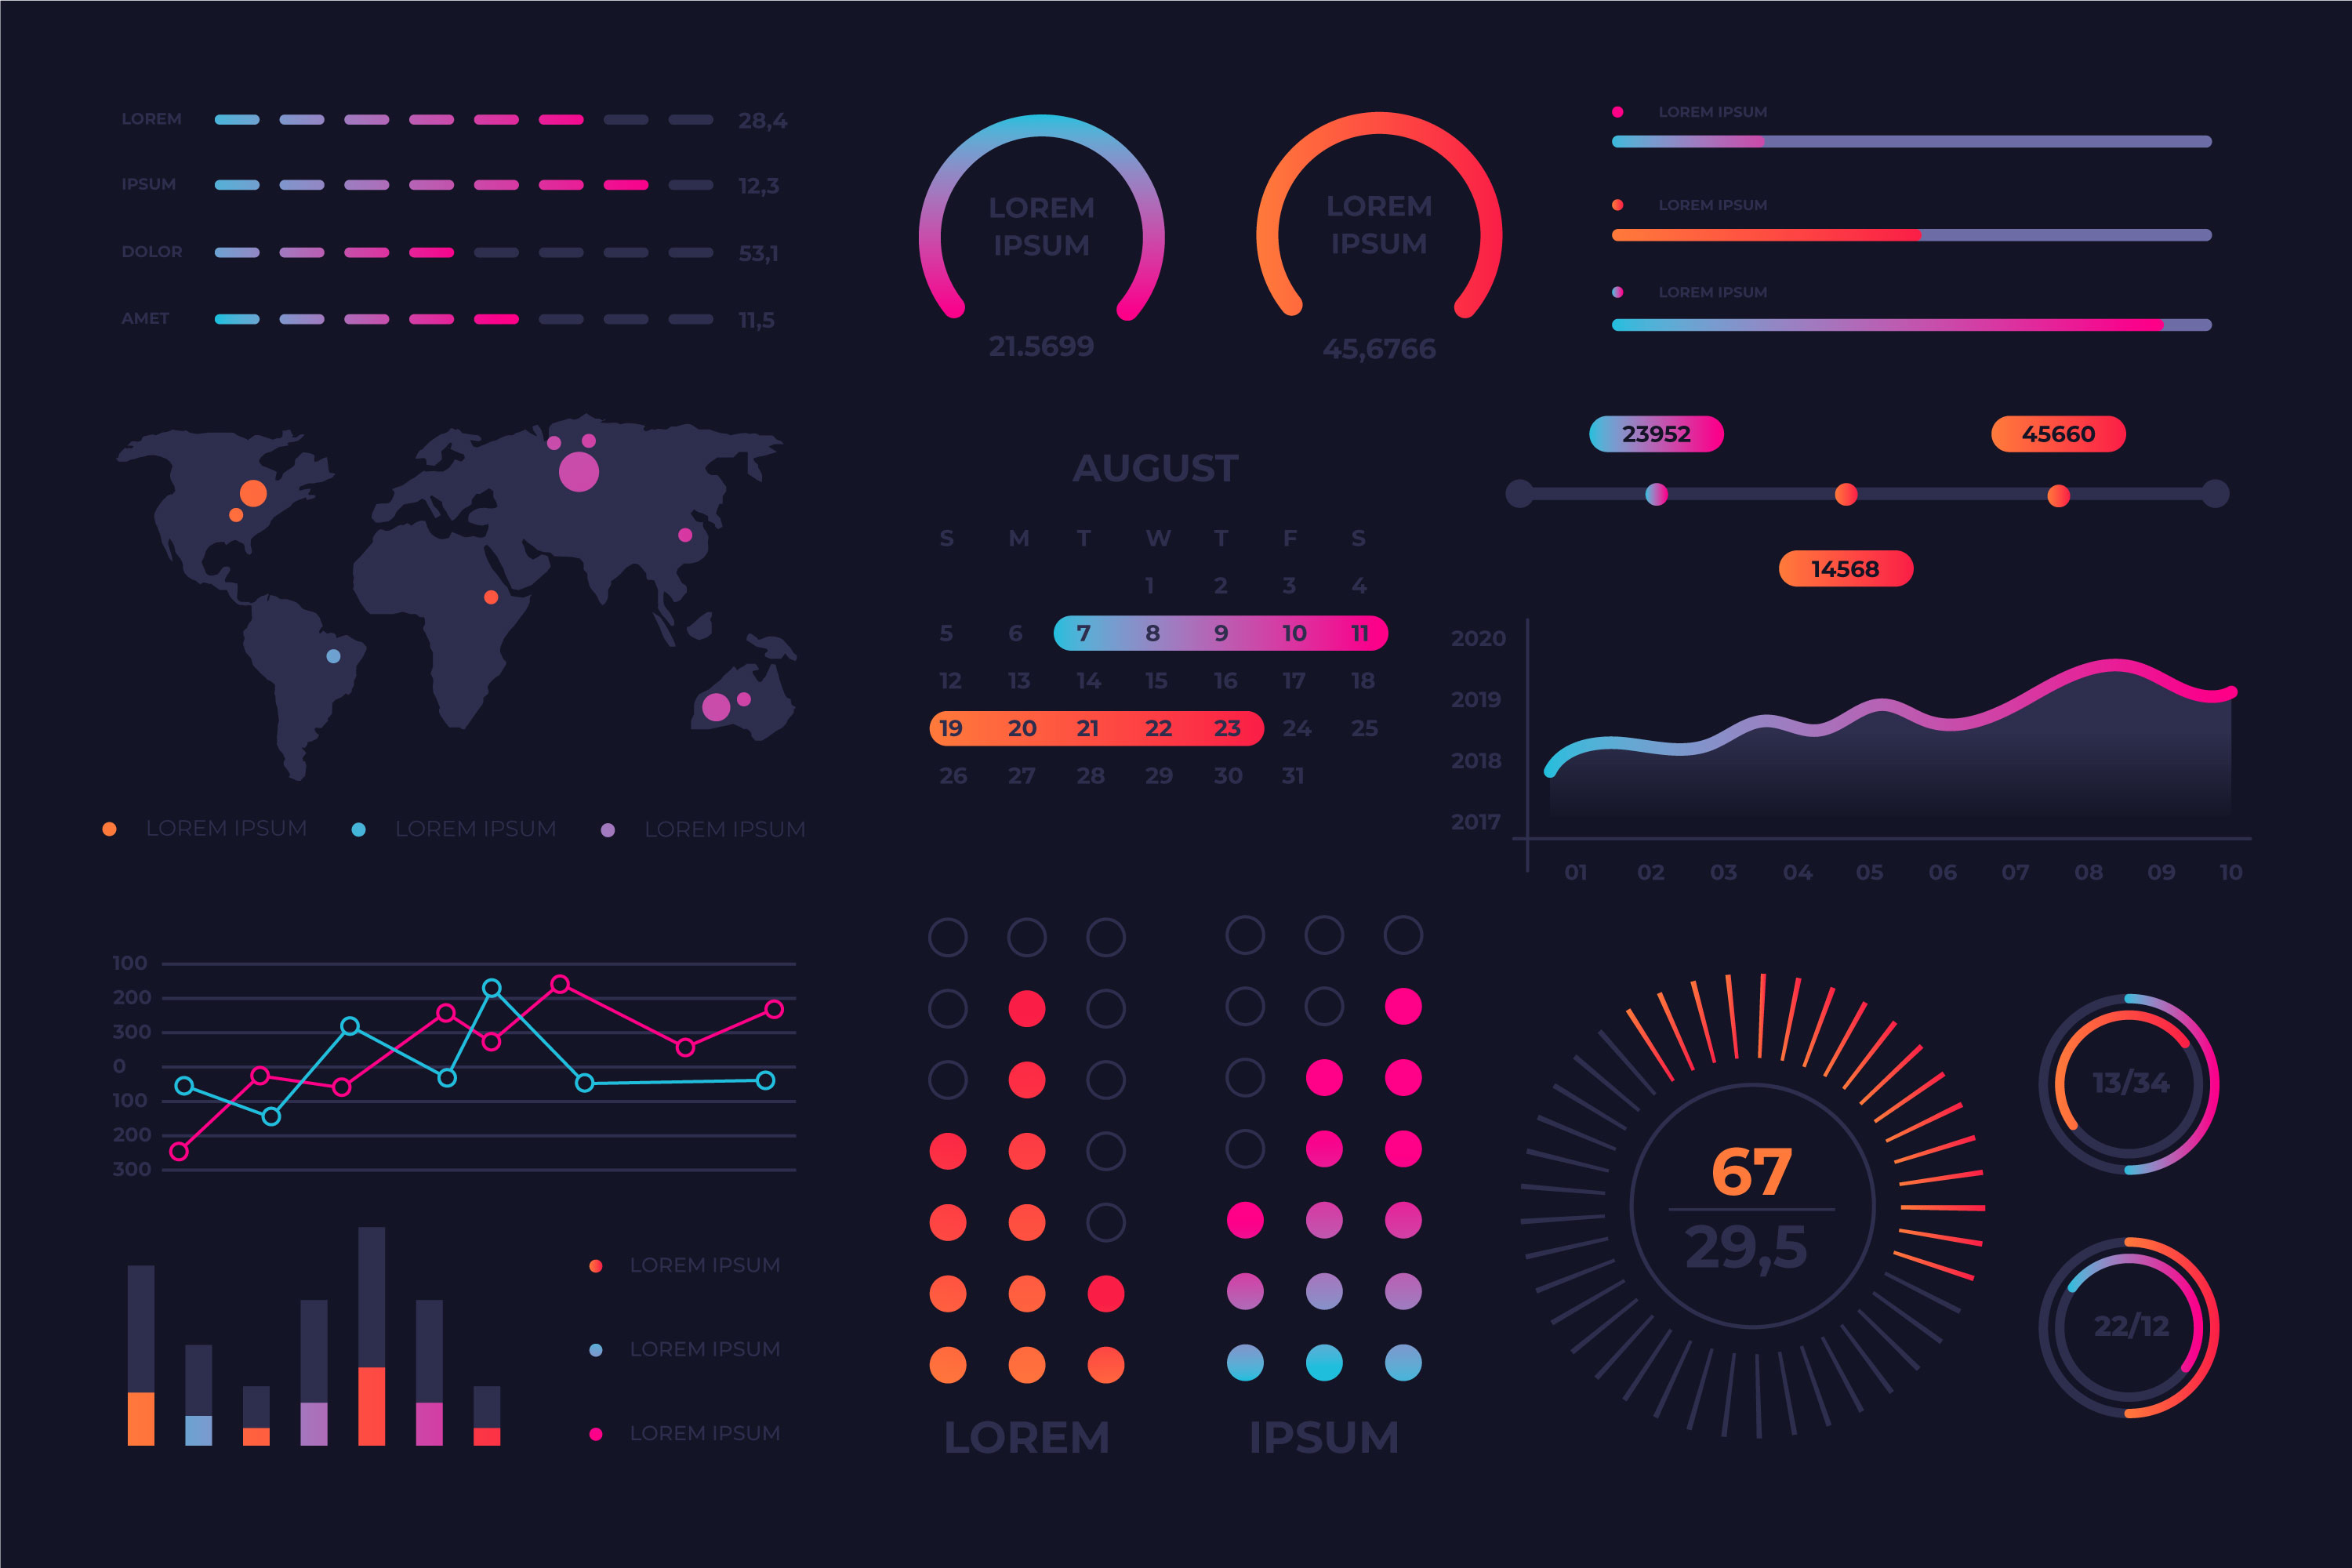 LOREM 28,4
IPSUM 12,3
DOLOR 53,1
AMET 11,5
LOREM
IPSUM
21.5699
LOREM
IPSUM
45,6766
LOREM IPSUM
LOREM IPSUM
LOREM IPSUM
LOREM IPSUM
LOREM IPSUM
LOREM IPSUM
AUGUST
S M T W T F S
1 2 3 4
5 6 7 8 9 10 11
12 13 14 15 16 17 18
19 20 21 22 23 24 25
26 27 28 29 30 31
23952
45660
14568
2020
2019
2018
2017
01 02 03 04 05 06 07 08 09 10
100
200
300
0
100
200
300
LOREM IPSUM
LOREM IPSUM
LOREM IPSUM
LOREM
IPSUM
67
29,5
13/34
22/12